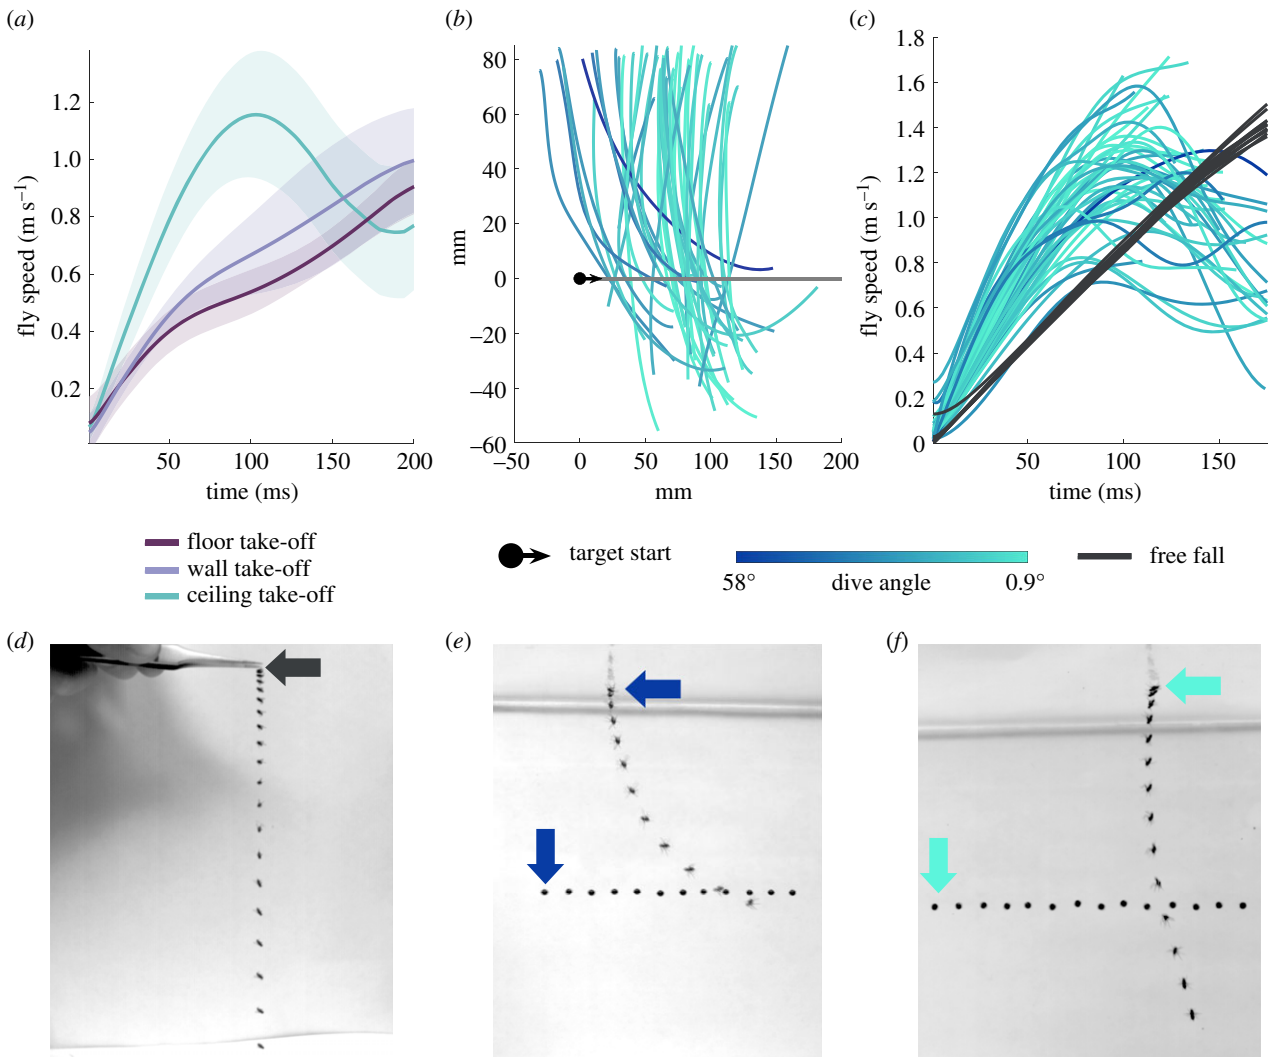 (a)
fly speed (m s⁻¹)
1.2
1.0
0.8
0.6
0.4
0.2
50
100
150
200
time (ms)
floor take-off
wall take-off
ceiling take-off
(b)
mm
80
60
40
20
0
–20
–40
–60
–50
0
50
100
150
200
mm
target start
58°
dive angle
0.9°
(c)
fly speed (m s⁻¹)
1.8
1.6
1.4
1.2
1.0
0.8
0.6
0.4
0.2
0
50
100
150
time (ms)
free fall
(d)
(e)
(f)